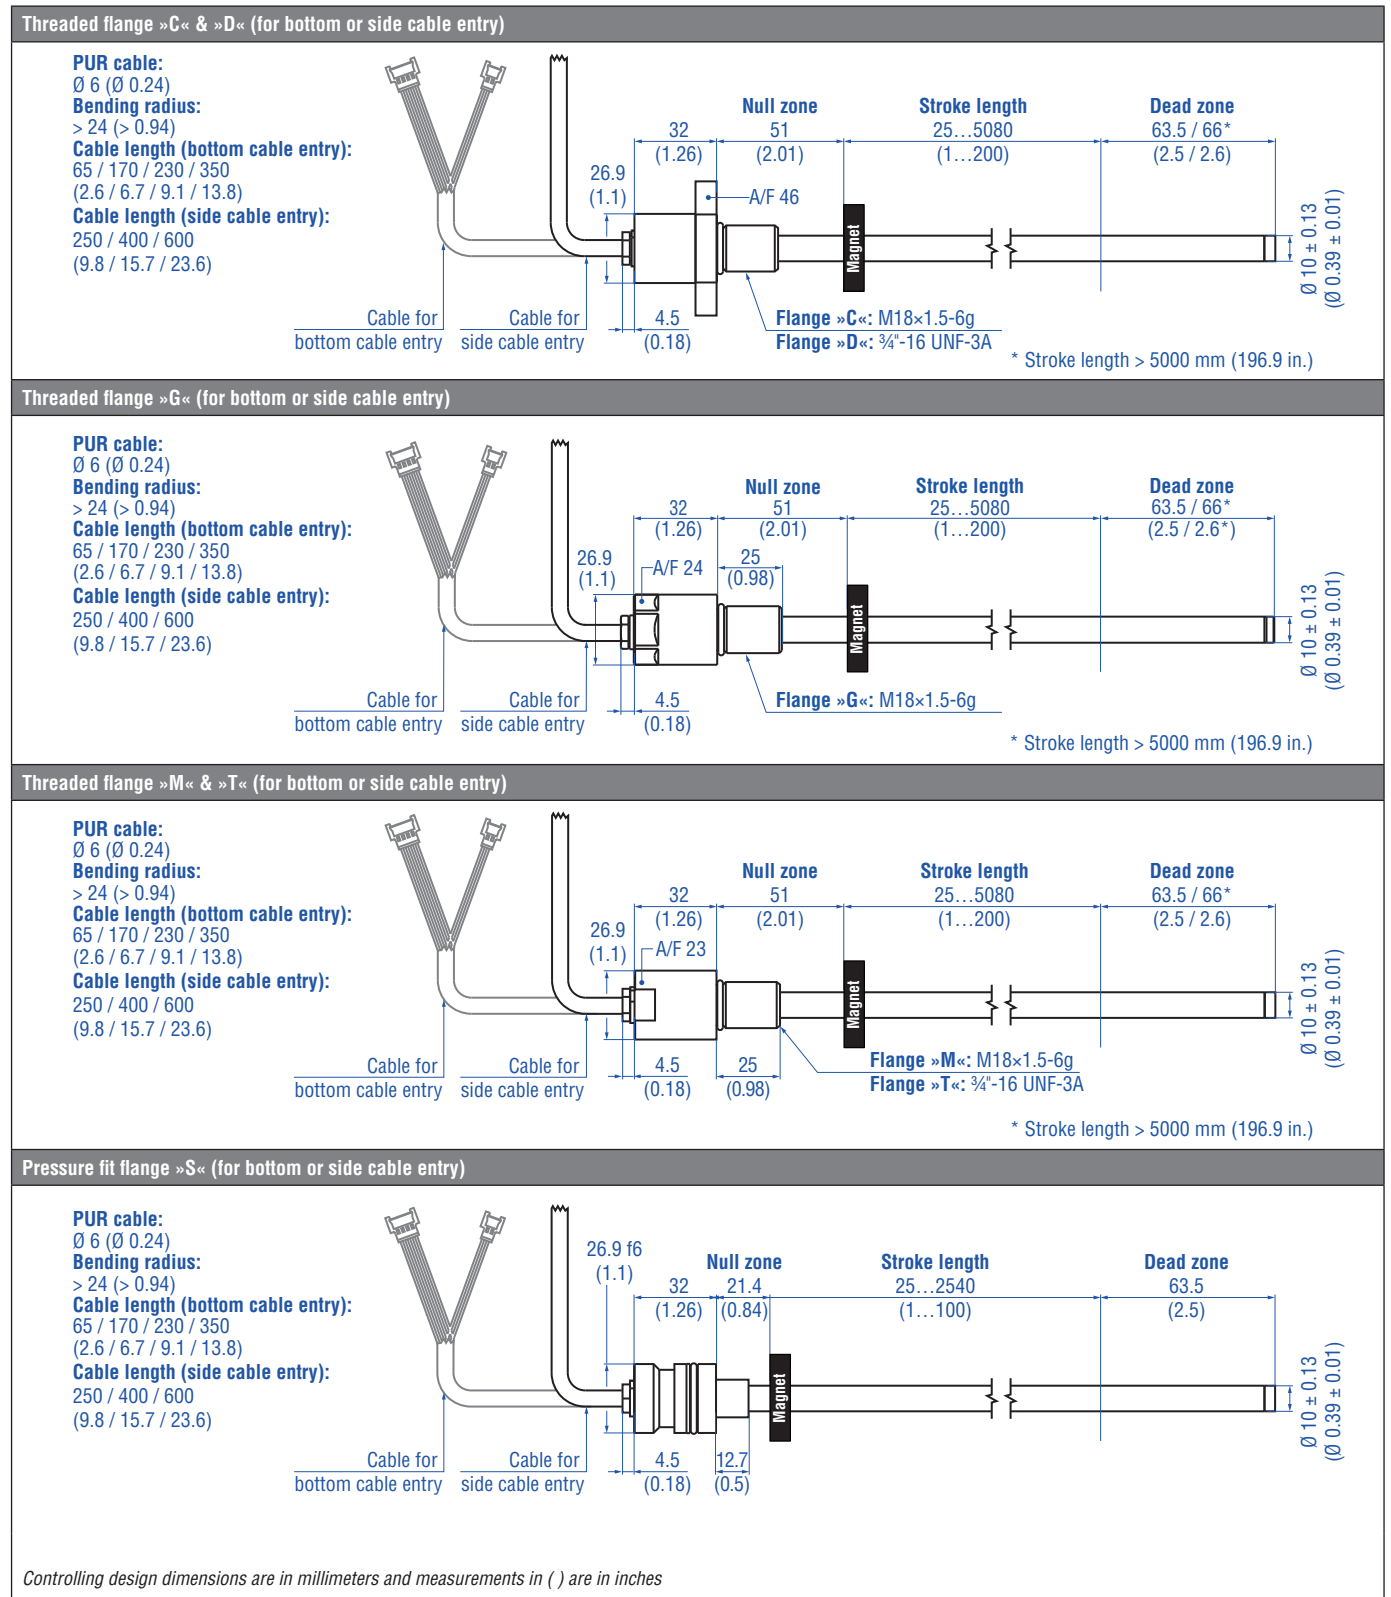 Threaded flange »C« & »D« (for bottom or side cable entry)
PUR cable:
Ø 6 (Ø 0.24)
Bending radius:
> 24 (> 0.94)
Cable length (bottom cable entry):
65 / 170 / 230 / 350
(2.6 / 6.7 / 9.1 / 13.8)
Cable length (side cable entry):
250 / 400 / 600
(9.8 / 15.7 / 23.6)
Cable for
bottom cable entry
Cable for
side cable entry
26.9
(1.1)
32
(1.26)
4.5
(0.18)
A/F 46
Null zone
51
(2.01)
Stroke length
25…5080
(1…200)
Dead zone
63.5 / 66*
(2.5 / 2.6)
Magnet
Ø 10 ± 0.13
(Ø 0.39 ± 0.01)
Flange »C«: M18×1.5-6g
Flange »D«: ¾"-16 UNF-3A
* Stroke length > 5000 mm (196.9 in.)
Threaded flange »G« (for bottom or side cable entry)
PUR cable:
Ø 6 (Ø 0.24)
Bending radius:
> 24 (> 0.94)
Cable length (bottom cable entry):
65 / 170 / 230 / 350
(2.6 / 6.7 / 9.1 / 13.8)
Cable length (side cable entry):
250 / 400 / 600
(9.8 / 15.7 / 23.6)
Cable for
bottom cable entry
Cable for
side cable entry
26.9
(1.1)
32
(1.26)
4.5
(0.18)
A/F 24
Null zone
51
(2.01)
25
(0.98)
Stroke length
25…5080
(1…200)
Dead zone
63.5 / 66*
(2.5 / 2.6*)
Magnet
Ø 10 ± 0.13
(Ø 0.39 ± 0.01)
Flange »G«: M18×1.5-6g
* Stroke length > 5000 mm (196.9 in.)
Threaded flange »M« & »T« (for bottom or side cable entry)
PUR cable:
Ø 6 (Ø 0.24)
Bending radius:
> 24 (> 0.94)
Cable length (bottom cable entry):
65 / 170 / 230 / 350
(2.6 / 6.7 / 9.1 / 13.8)
Cable length (side cable entry):
250 / 400 / 600
(9.8 / 15.7 / 23.6)
Cable for
bottom cable entry
Cable for
side cable entry
26.9
(1.1)
32
(1.26)
4.5
(0.18)
A/F 23
Null zone
51
(2.01)
25
(0.98)
Stroke length
25…5080
(1…200)
Dead zone
63.5 / 66*
(2.5 / 2.6)
Magnet
Ø 10 ± 0.13
(Ø 0.39 ± 0.01)
Flange »M«: M18×1.5-6g
Flange »T«: ¾"-16 UNF-3A
* Stroke length > 5000 mm (196.9 in.)
Pressure fit flange »S« (for bottom or side cable entry)
PUR cable:
Ø 6 (Ø 0.24)
Bending radius:
> 24 (> 0.94)
Cable length (bottom cable entry):
65 / 170 / 230 / 350
(2.6 / 6.7 / 9.1 / 13.8)
Cable length (side cable entry):
250 / 400 / 600
(9.8 / 15.7 / 23.6)
Cable for
bottom cable entry
Cable for
side cable entry
26.9 f6
(1.1)
32
(1.26)
4.5
(0.18)
Null zone
21.4
(0.84)
12.7
(0.5)
Stroke length
25…2540
(1…100)
Dead zone
63.5
(2.5)
Magnet
Ø 10 ± 0.13
(Ø 0.39 ± 0.01)
Controlling design dimensions are in millimeters and measurements in ( ) are in inches